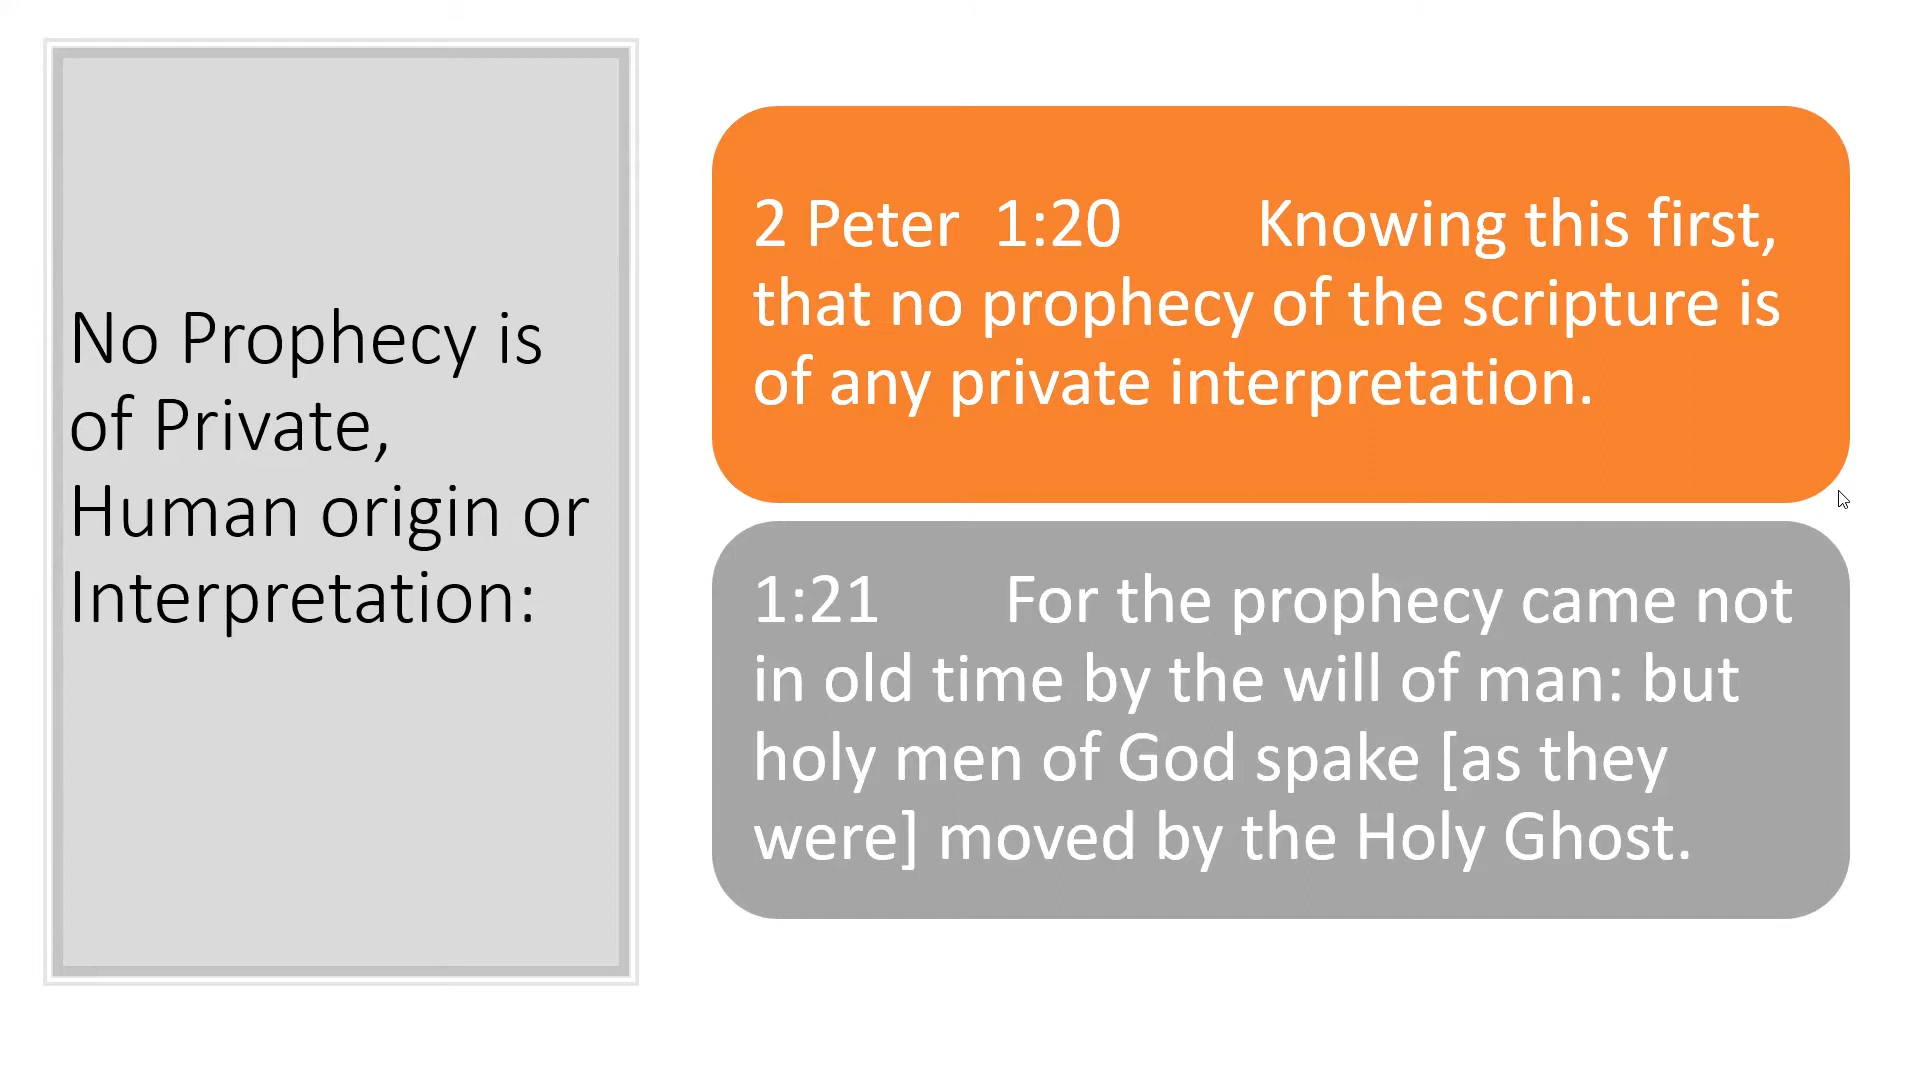 No Prophecy is
of Private,
Human origin or
Interpretation:
2 Peter 1:20 Knowing this first,
that no prophecy of the scripture is
of any private interpretation.
1:21 For the prophecy came not
in old time by the will of man: but
holy men of God spake [as they
were] moved by the Holy Ghost.